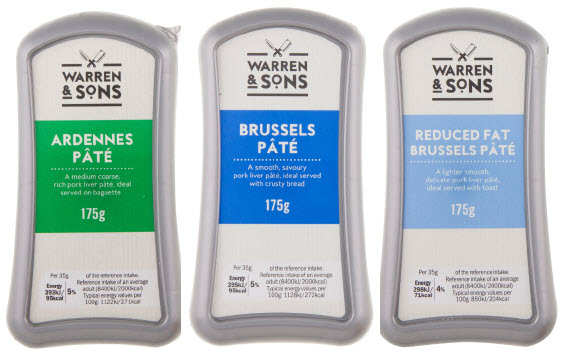 WARREN
& SONS
ARDENNES
PÂTÉ
A medium coarse,
rich pork liver pâté, ideal
served on baguette
175g
Per 35g
Energy
393kJ/
95kcal
5%
of the reference intake.
Reference intake of an average
adult (8400kJ/2000kcal)
Typical energy values per
100g: 1122kJ/271kcal
WARREN
& SONS
BRUSSELS
PÂTÉ
A smooth, savoury
pork liver pâté, ideal served
with crusty bread
175g
Per 35g
Energy
395kJ/
95kcal
5%
of the reference intake.
Reference intake of an average
adult (8400kJ/2000kcal)
Typical energy values per
100g: 1128kJ/272kcal
WARREN
& SONS
REDUCED FAT
BRUSSELS PÂTÉ
A lighter smooth,
delicate pork liver pâté,
ideal served with toast
175g
Per 35g
Energy
298kJ/
71kcal
4%
of the reference intake.
Reference intake of an average
adult (8400kJ/2000kcal)
Typical energy values per
100g: 850kJ/204kcal